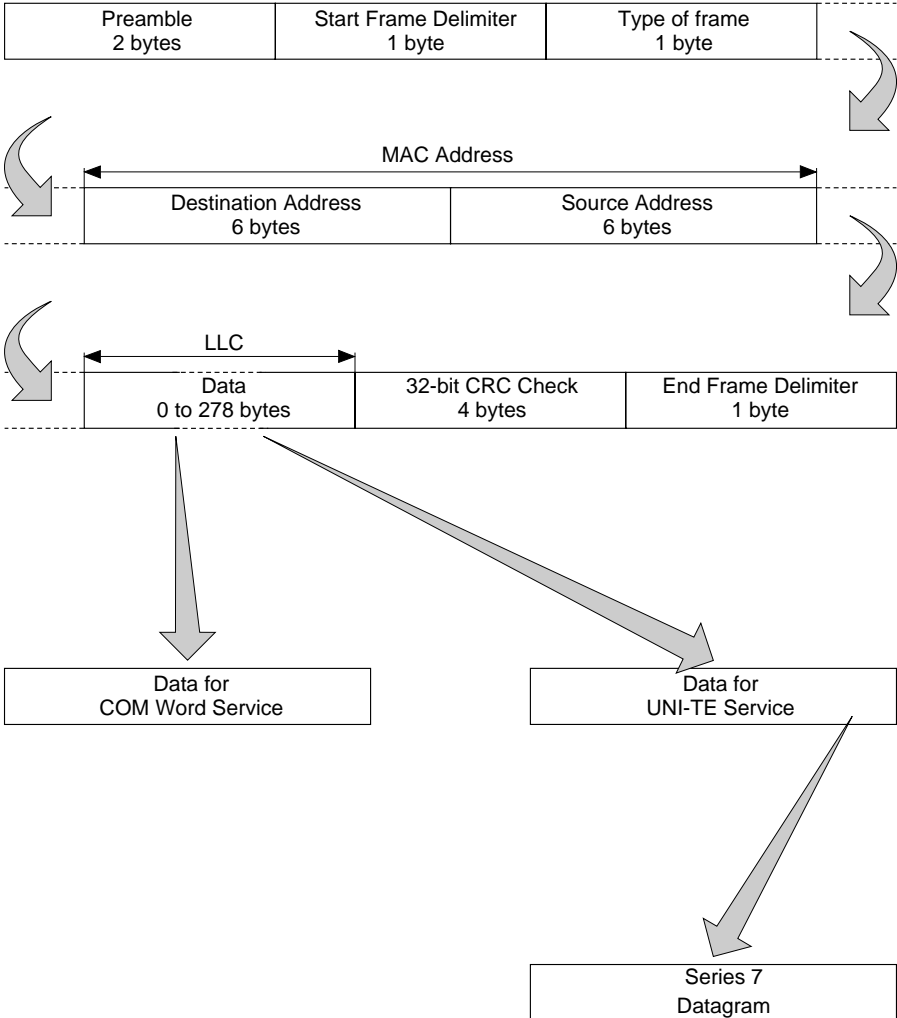 Preamble
2 bytes
Start Frame Delimiter
1 byte
Type of frame
1 byte
MAC Address
Destination Address
6 bytes
Source Address
6 bytes
LLC
Data
0 to 278 bytes
32-bit CRC Check
4 bytes
End Frame Delimiter
1 byte
Data for
COM Word Service
Data for
UNI-TE Service
Series 7
Datagram